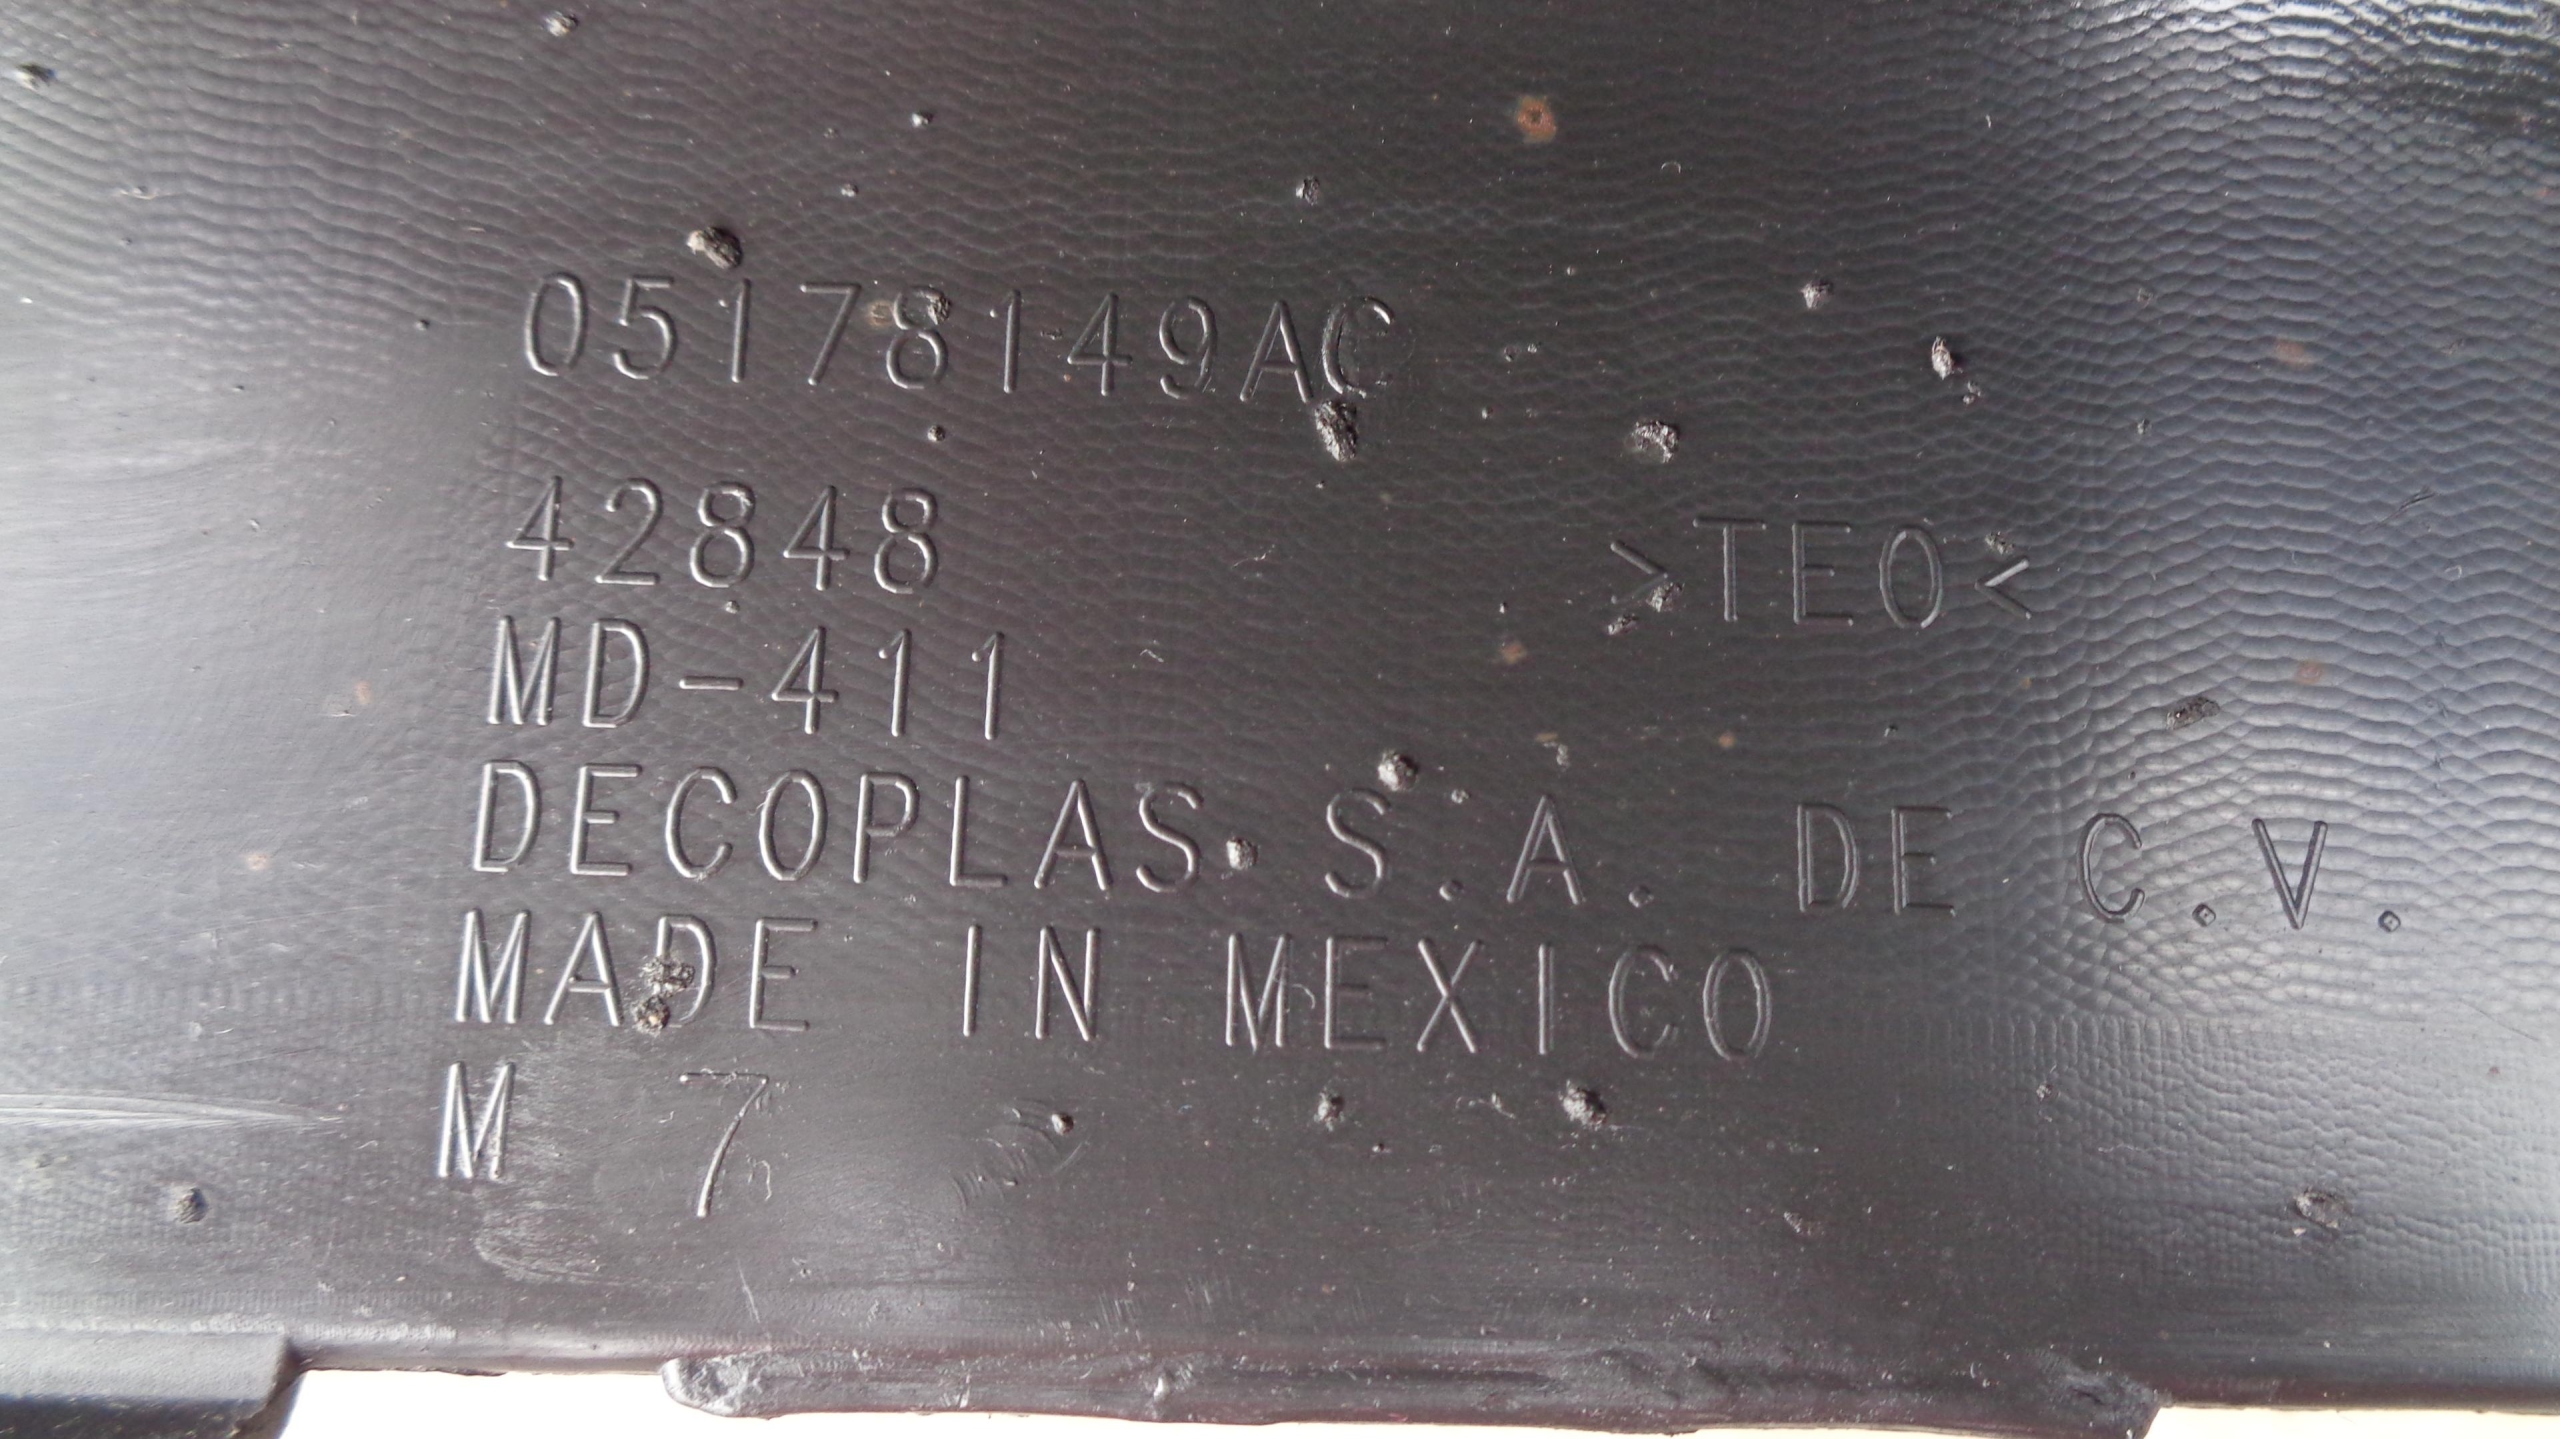 05178149AC
42848
>TEO<
MD-411
DECOPLAS S.A. DE C.V.
MADE IN MEXICO
M 7